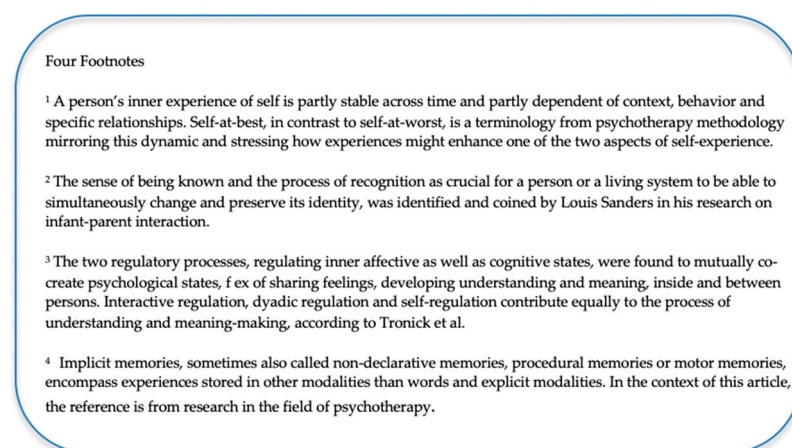 Four Footnotes
¹ A person's inner experience of self is partly stable across time and partly dependent of context, behavior and
specific relationships. Self-at-best, in contrast to self-at-worst, is a terminology from psychotherapy methodology
mirroring this dynamic and stressing how experiences might enhance one of the two aspects of self-experience.
² The sense of being known and the process of recognition as crucial for a person or a living system to be able to
simultaneously change and preserve its identity, was identified and coined by Louis Sanders in his research on
infant-parent interaction.
³ The two regulatory processes, regulating inner affective as well as cognitive states, were found to mutually co-
create psychological states, f ex of sharing feelings, developing understanding and meaning, inside and between
persons. Interactive regulation, dyadic regulation and self-regulation contribute equally to the process of
understanding and meaning-making, according to Tronick et al.
⁴ Implicit memories, sometimes also called non-declarative memories, procedural memories or motor memories,
encompass experiences stored in other modalities than words and explicit modalities. In the context of this article,
the reference is from research in the field of psychotherapy.